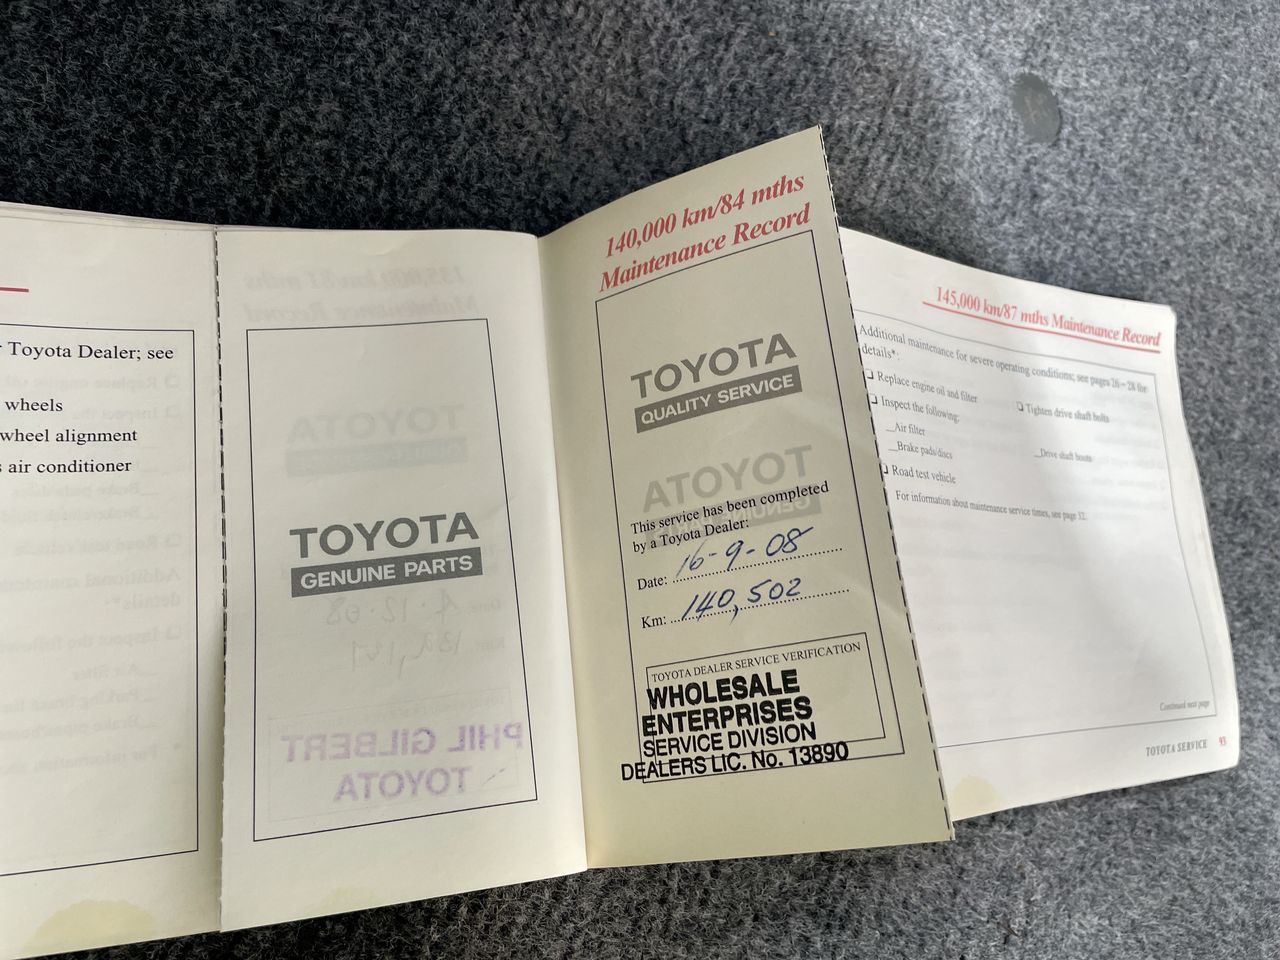 r Toyota Dealer; see
wheels
wheel alignment
s air conditioner
TOYOTA
GENUINE PARTS
PHIL GILBERT
TOYOTA
140,000 km/84 mths
Maintenance Record
TOYOTA
QUALITY SERVICE
This service has been completed
by a Toyota Dealer:
Date: 16-9-08
Km: 140,502
TOYOTA DEALER SERVICE VERIFICATION
WHOLESALE
ENTERPRISES
SERVICE DIVISION
DEALERS LIC. No. 13890
145,000 km/87 mths Maintenance Record
Additional maintenance for severe operating conditions; see pages 26 – 28 for
details*:
❑ Replace engine oil and filter
❑ Tighten drive shaft bolts
❑ Inspect the following:
__Air filter
__Brake pads/discs
__Drive shaft boots
❑ Road test vehicle
For information about maintenance service times, see page 32.
Continued next page
TOYOTA SERVICE 93